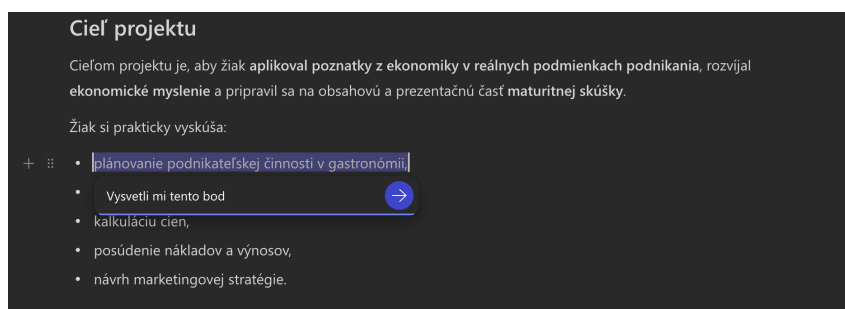 Cieľ projektu
Cieľom projektu je, aby žiak aplikoval poznatky z ekonomiky v reálnych podmienkach podnikania, rozvíjal
ekonomické myslenie a pripravil sa na obsahovú a prezentačnú časť maturitnej skúšky.
Žiak si prakticky vyskúša:
• plánovanie podnikateľskej činnosti v gastronómii,
Vysvetli mi tento bod
• kalkuláciu cien,
• posúdenie nákladov a výnosov,
• návrh marketingovej stratégie.